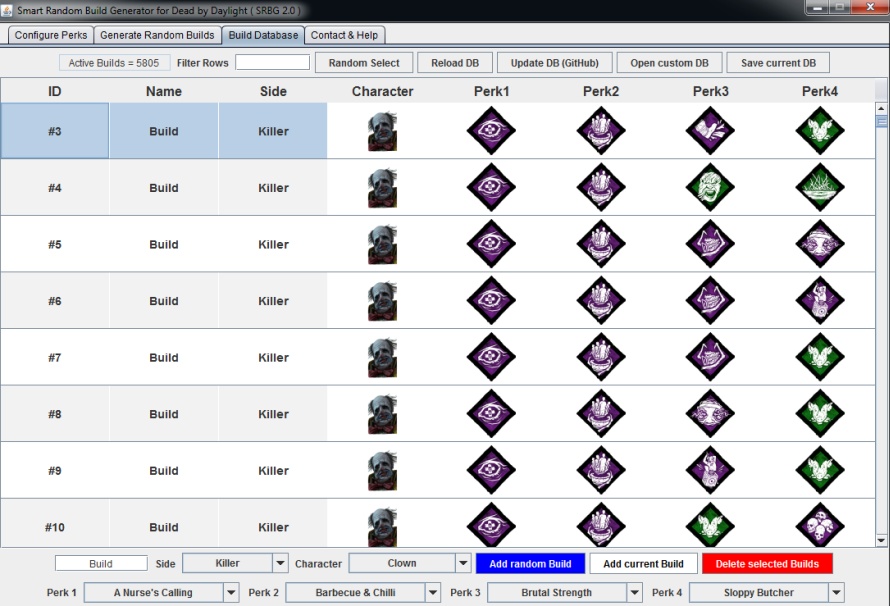 Smart Random Build Generator for Dead by Daylight ( SRBG 2.0 )
Configure Perks Generate Random Builds Build Database Contact & Help
Active Builds = 5805 Filter Rows Random Select Reload DB Update DB (GitHub) Open custom DB Save current DB
ID Name Side Character Perk1 Perk2 Perk3 Perk4
#3 Build Killer
#4 Build Killer
#5 Build Killer
#6 Build Killer
#7 Build Killer
#8 Build Killer
#9 Build Killer
#10 Build Killer
Build Side Killer Character Clown Add random Build Add current Build Delete selected Builds
Perk 1 A Nurse's Calling Perk 2 Barbecue & Chilli Perk 3 Brutal Strength Perk 4 Sloppy Butcher